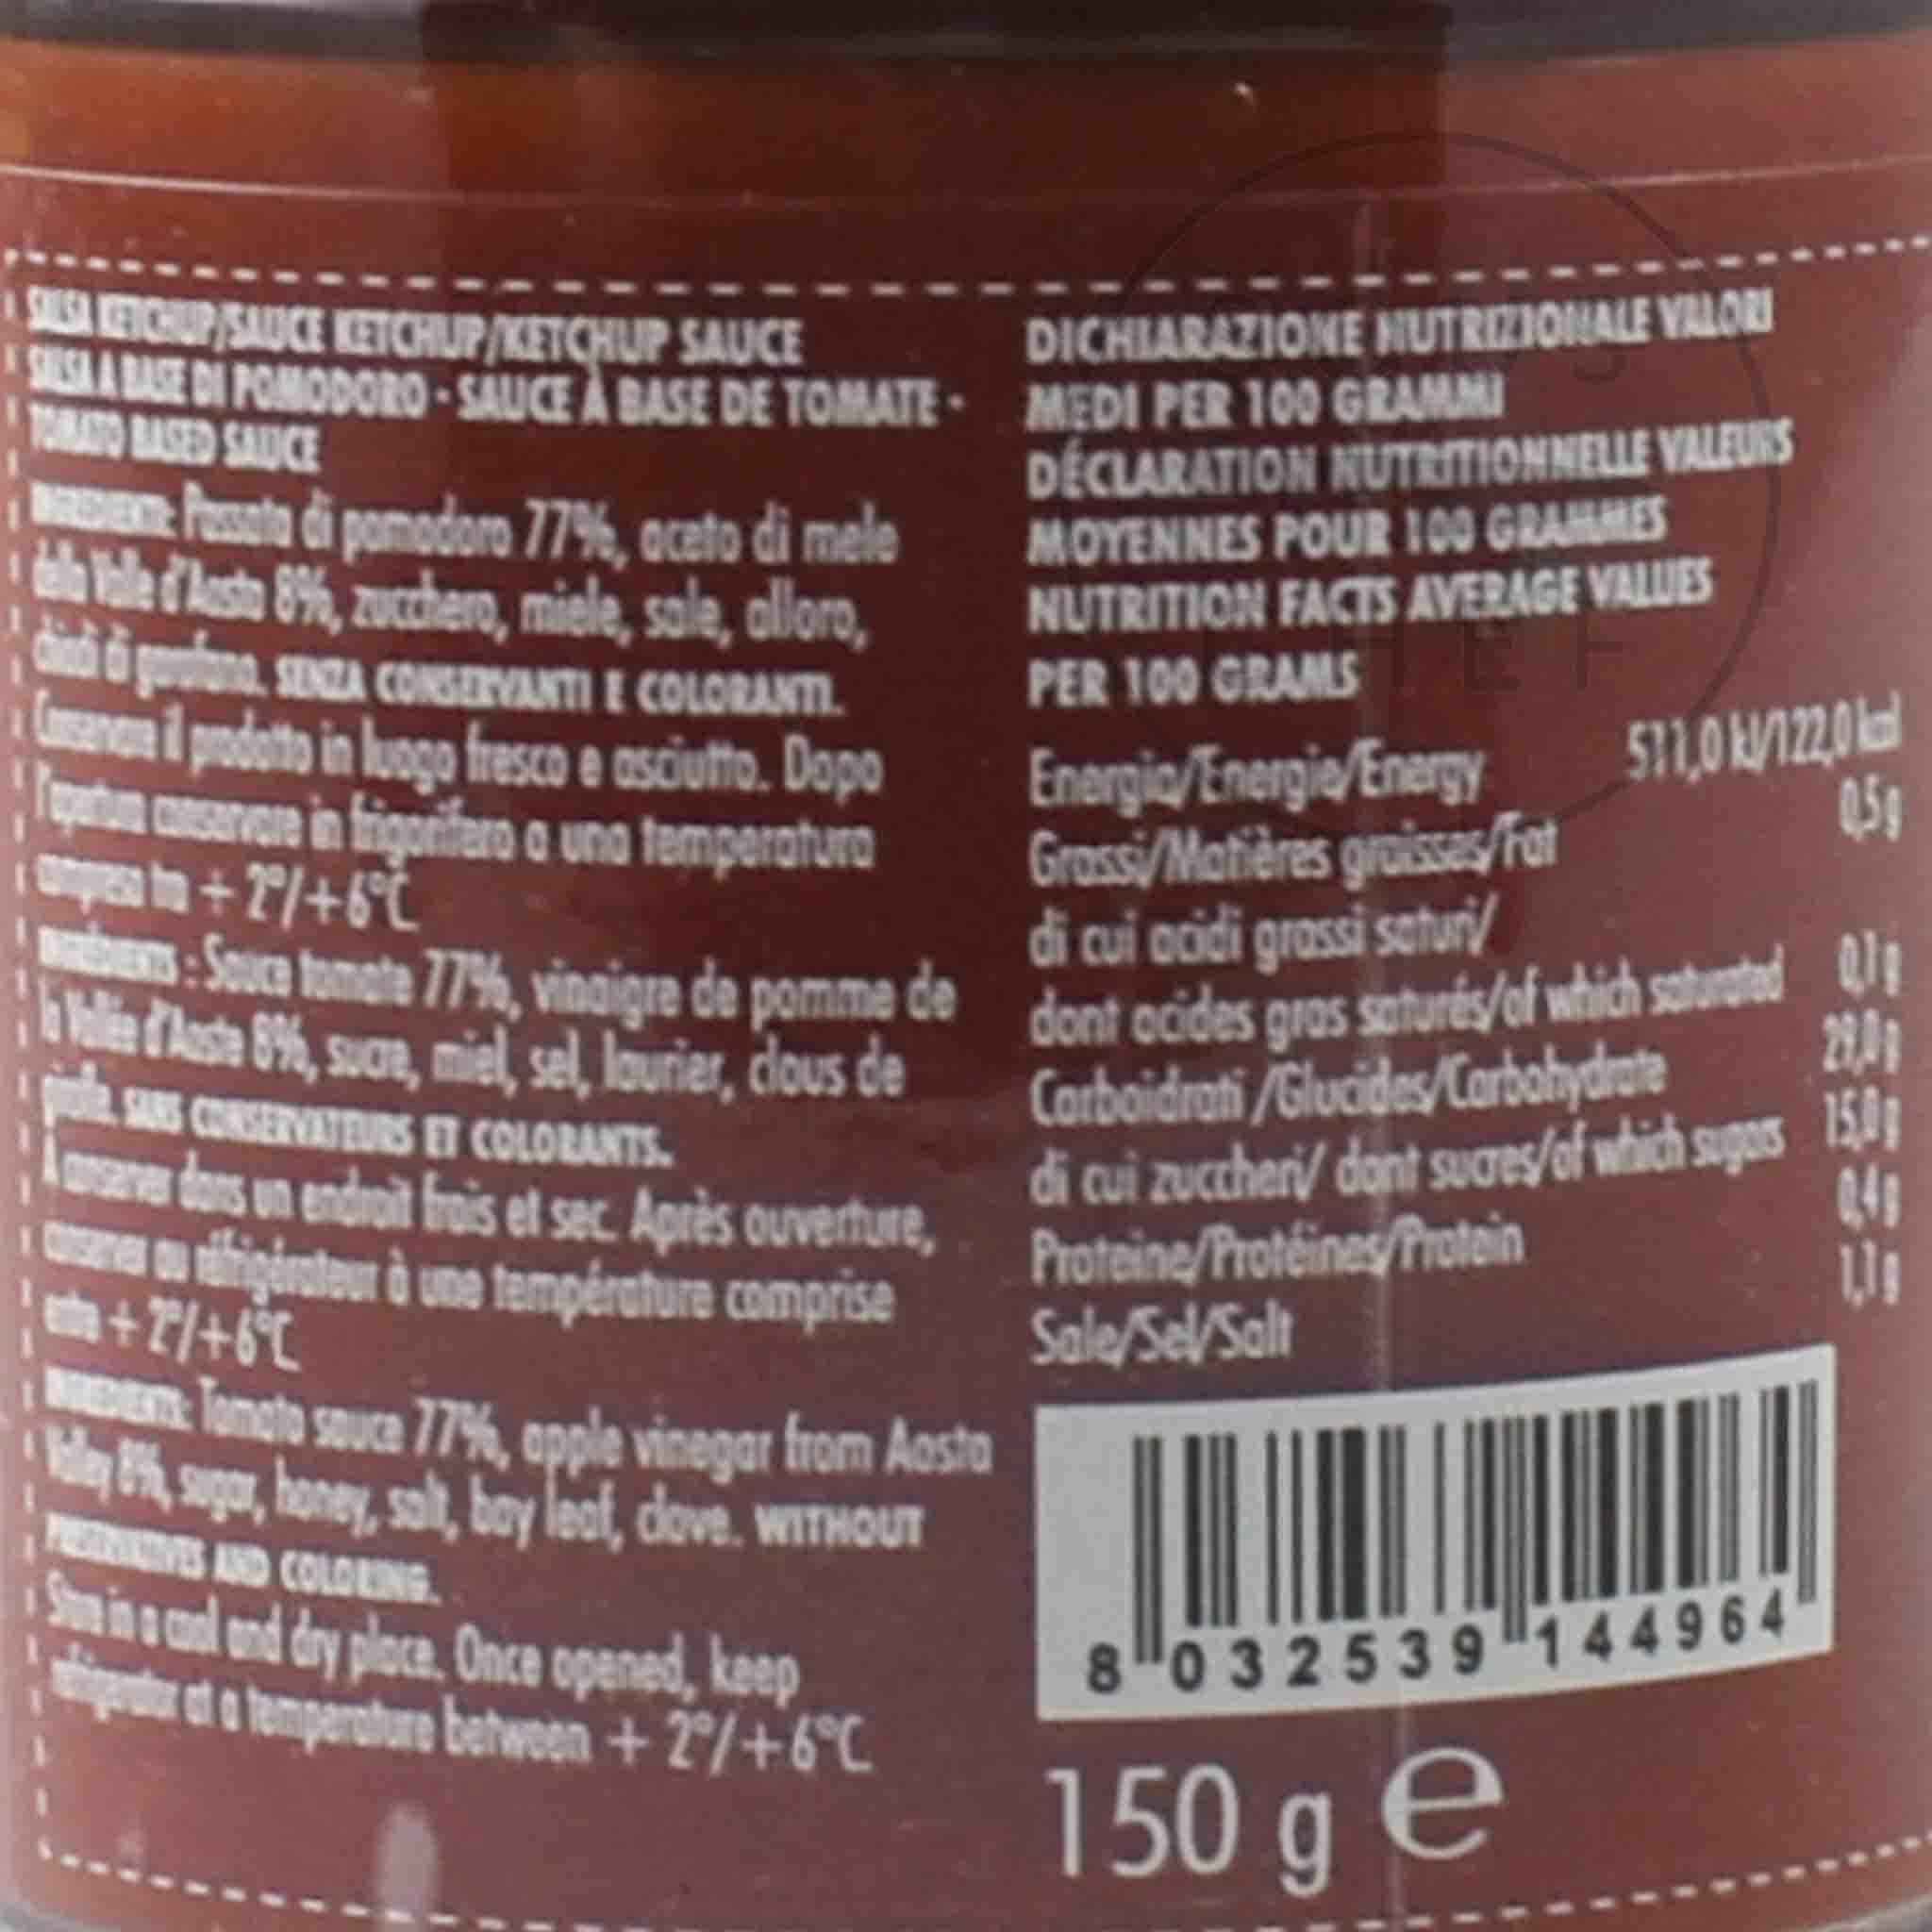 SALSA KETCHUP/SAUCE KETCHUP/KETCHUP SAUCE
SALSA A BASE DI POMODORO - SAUCE À BASE DE TOMATE -
TOMATO BASED SAUCE
INGREDIENTI: Passata di pomodoro 77%, aceto di mele
della Valle d'Aosta 8%, zucchero, miele, sale, alloro,
chiodi di garofano. SENZA CONSERVANTI E COLORANTI.
Conservare il prodotto in luogo fresco e asciutto. Dopo
l'apertura conservare in frigorifero a una temperatura
compresa tra + 2°/+6°C
INGRÉDIENTS : Sauce tomate 77%, vinaigre de pomme de
la Vallée d'Aoste 8%, sucre, miel, sel, laurier, clous de
girofle. SANS CONSERVATEURS ET COLORANTS.
À conserver dans un endroit frais et sec. Après ouverture,
conserver au réfrigérateur à une température comprise
entre + 2°/+6°C
INGREDIENTS: Tomato sauce 77%, apple vinegar from Aosta
Valley 8%, sugar, honey, salt, bay leaf, clove. WITHOUT
PRESERVATIVES AND COLORING.
Store in a cool and dry place. Once opened, keep
refrigerator at a temperature between + 2°/+6°C
DICHIARAZIONE NUTRIZIONALE VALORI
MEDI PER 100 GRAMMI
DÉCLARATION NUTRITIONNELLE VALEURS
MOYENNES POUR 100 GRAMMES
NUTRITION FACTS AVERAGE VALUES
PER 100 GRAMS
Energia/Energie/Energy 511,0 kJ/122,0 kcal
Grassi/Matières graisses/Fat 0,5 g
di cui acidi grassi saturi/
dont acides gras saturés/of which saturated 0,1 g
Carboidrati /Glucides/Carbohydrate 29,0 g
di cui zuccheri/ dont sucres/of which sugars 15,0 g
Proteine/Protéines/Protein 0,4 g
Sale/Sel/Salt 1,1 g
8 032539 144964
150 g e